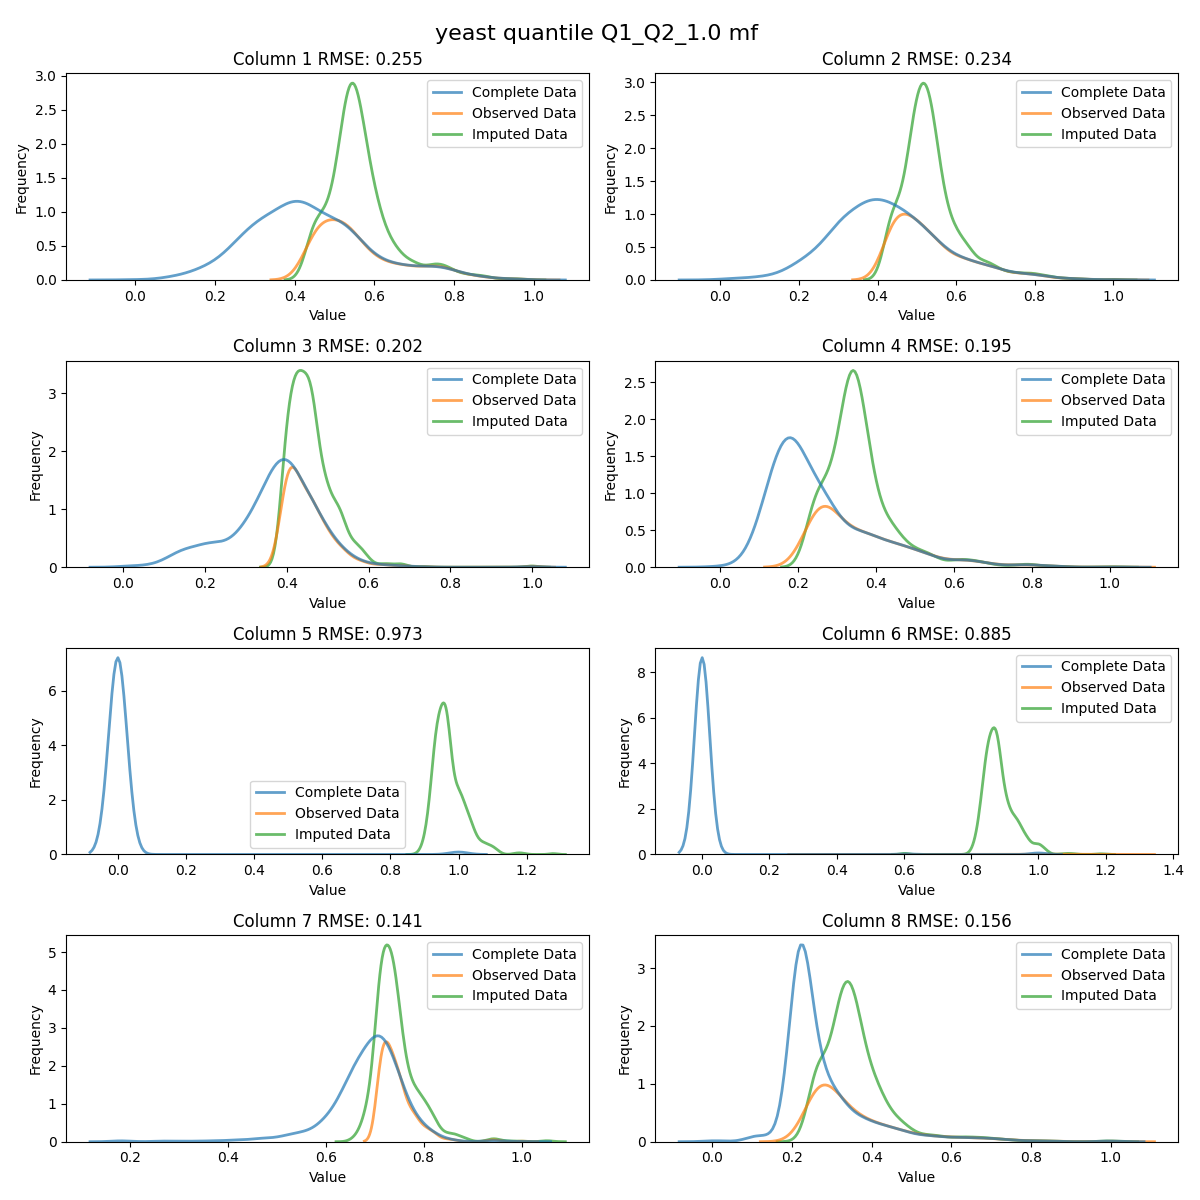 yeast quantile Q1_Q2_1.0 mf
Column 1 RMSE: 0.255
3.0
2.5
2.0
1.5
1.0
0.5
0.0
Frequency
Complete Data
Observed Data
Imputed Data
0.0 0.2 0.4 0.6 0.8 1.0
Value
Column 2 RMSE: 0.234
3.0
2.5
2.0
1.5
1.0
0.5
0.0
Frequency
Complete Data
Observed Data
Imputed Data
0.0 0.2 0.4 0.6 0.8 1.0
Value
Column 3 RMSE: 0.202
3
2
1
0
Frequency
Complete Data
Observed Data
Imputed Data
0.0 0.2 0.4 0.6 0.8 1.0
Value
Column 4 RMSE: 0.195
2.5
2.0
1.5
1.0
0.5
0.0
Frequency
Complete Data
Observed Data
Imputed Data
0.0 0.2 0.4 0.6 0.8 1.0
Value
Column 5 RMSE: 0.973
6
4
2
0
Frequency
Complete Data
Observed Data
Imputed Data
0.0 0.2 0.4 0.6 0.8 1.0 1.2
Value
Column 6 RMSE: 0.885
8
6
4
2
0
Frequency
Complete Data
Observed Data
Imputed Data
0.0 0.2 0.4 0.6 0.8 1.0 1.2 1.4
Value
Column 7 RMSE: 0.141
5
4
3
2
1
0
Frequency
Complete Data
Observed Data
Imputed Data
0.2 0.4 0.6 0.8 1.0
Value
Column 8 RMSE: 0.156
3
2
1
0
Frequency
Complete Data
Observed Data
Imputed Data
0.0 0.2 0.4 0.6 0.8 1.0
Value